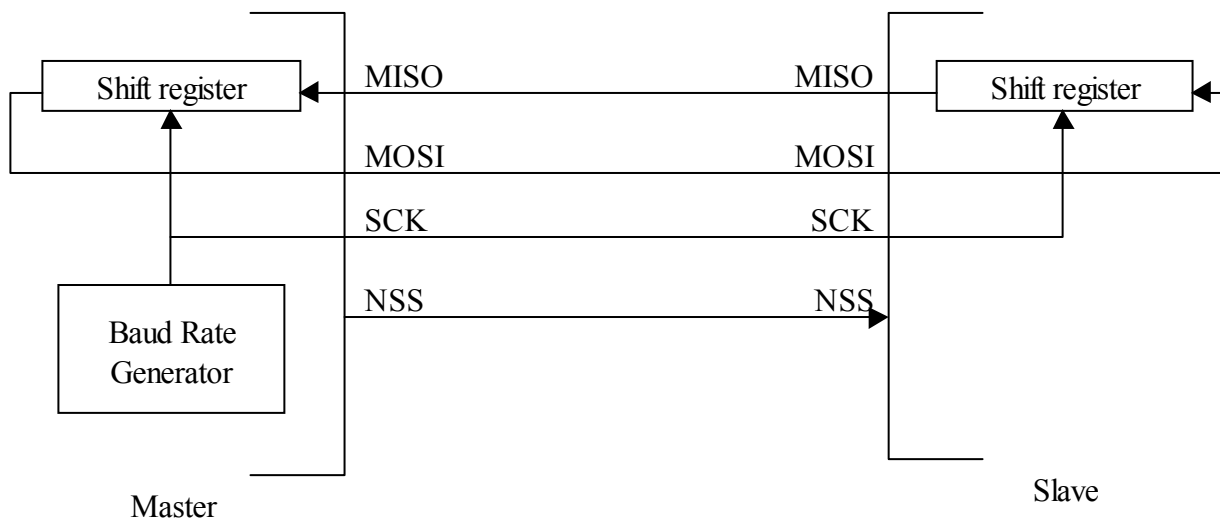 Shift register
MISO
MISO
Shift register
MOSI
MOSI
SCK
SCK
NSS
NSS
Baud Rate
Generator
Master
Slave